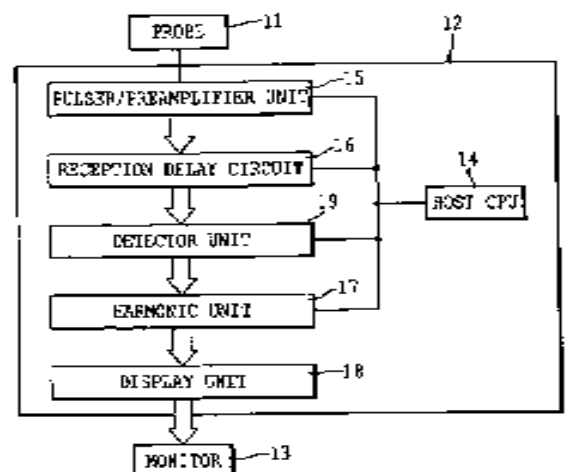 PROBE
11
12
PULSER/PREAMPLIFIER UNIT
15
RECEPTION DELAY CIRCUIT
16
14
HOST CPU
DETECTOR UNIT
19
HARMONIC UNIT
17
DISPLAY UNIT
18
MONITOR
13